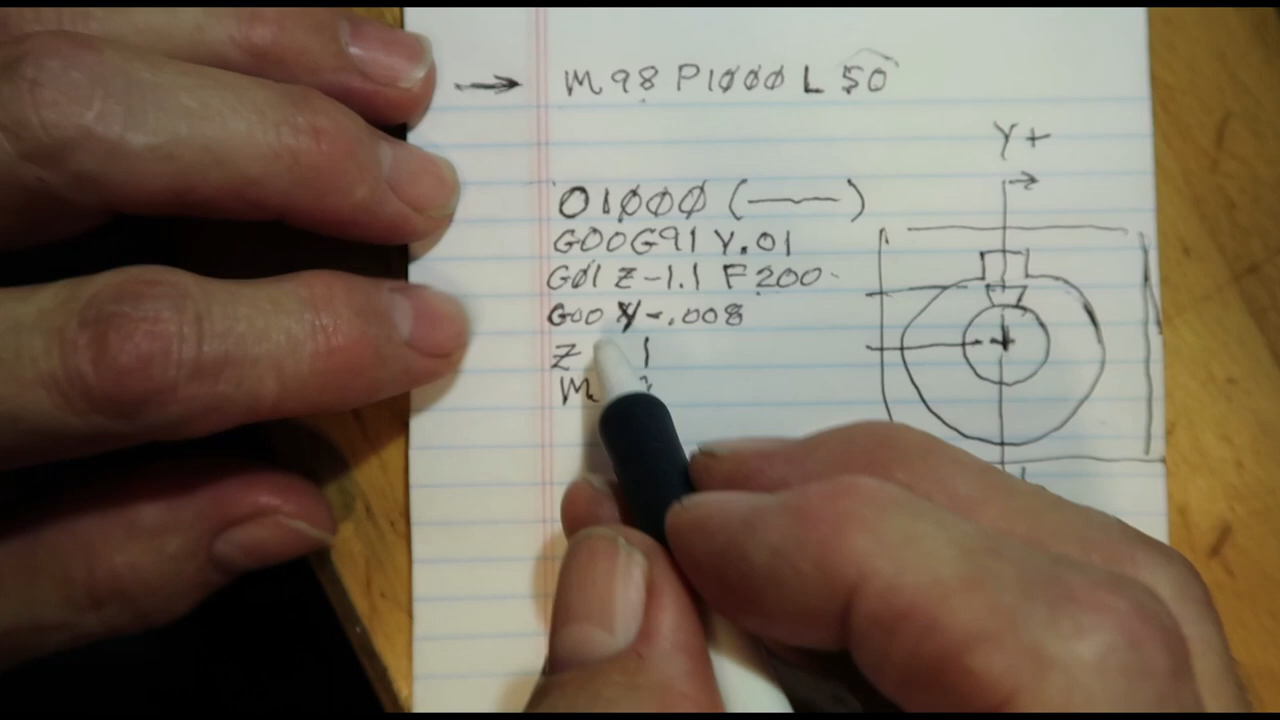 → M98 P1000 L50
O1000 (——)
G00G91 Y.01
G01 Z-1.1 F200.
G00 Y-.008
Z 1
M
Y+
→